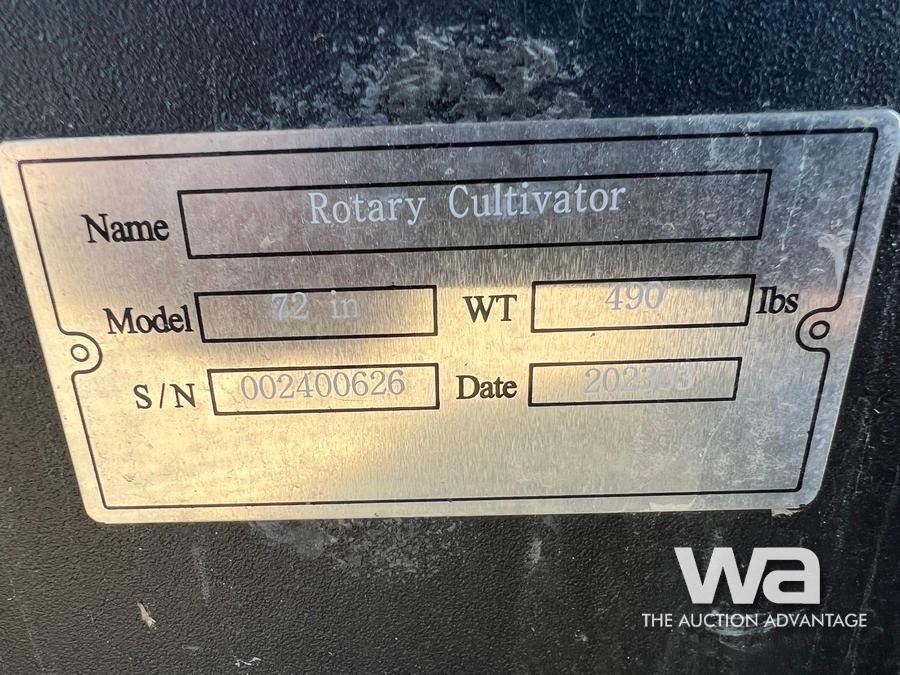 Name Rotary Cultivator
Model 72 in WT 490 lbs
S/N 002400626 Date 202303
wa
THE AUCTION ADVANTAGE